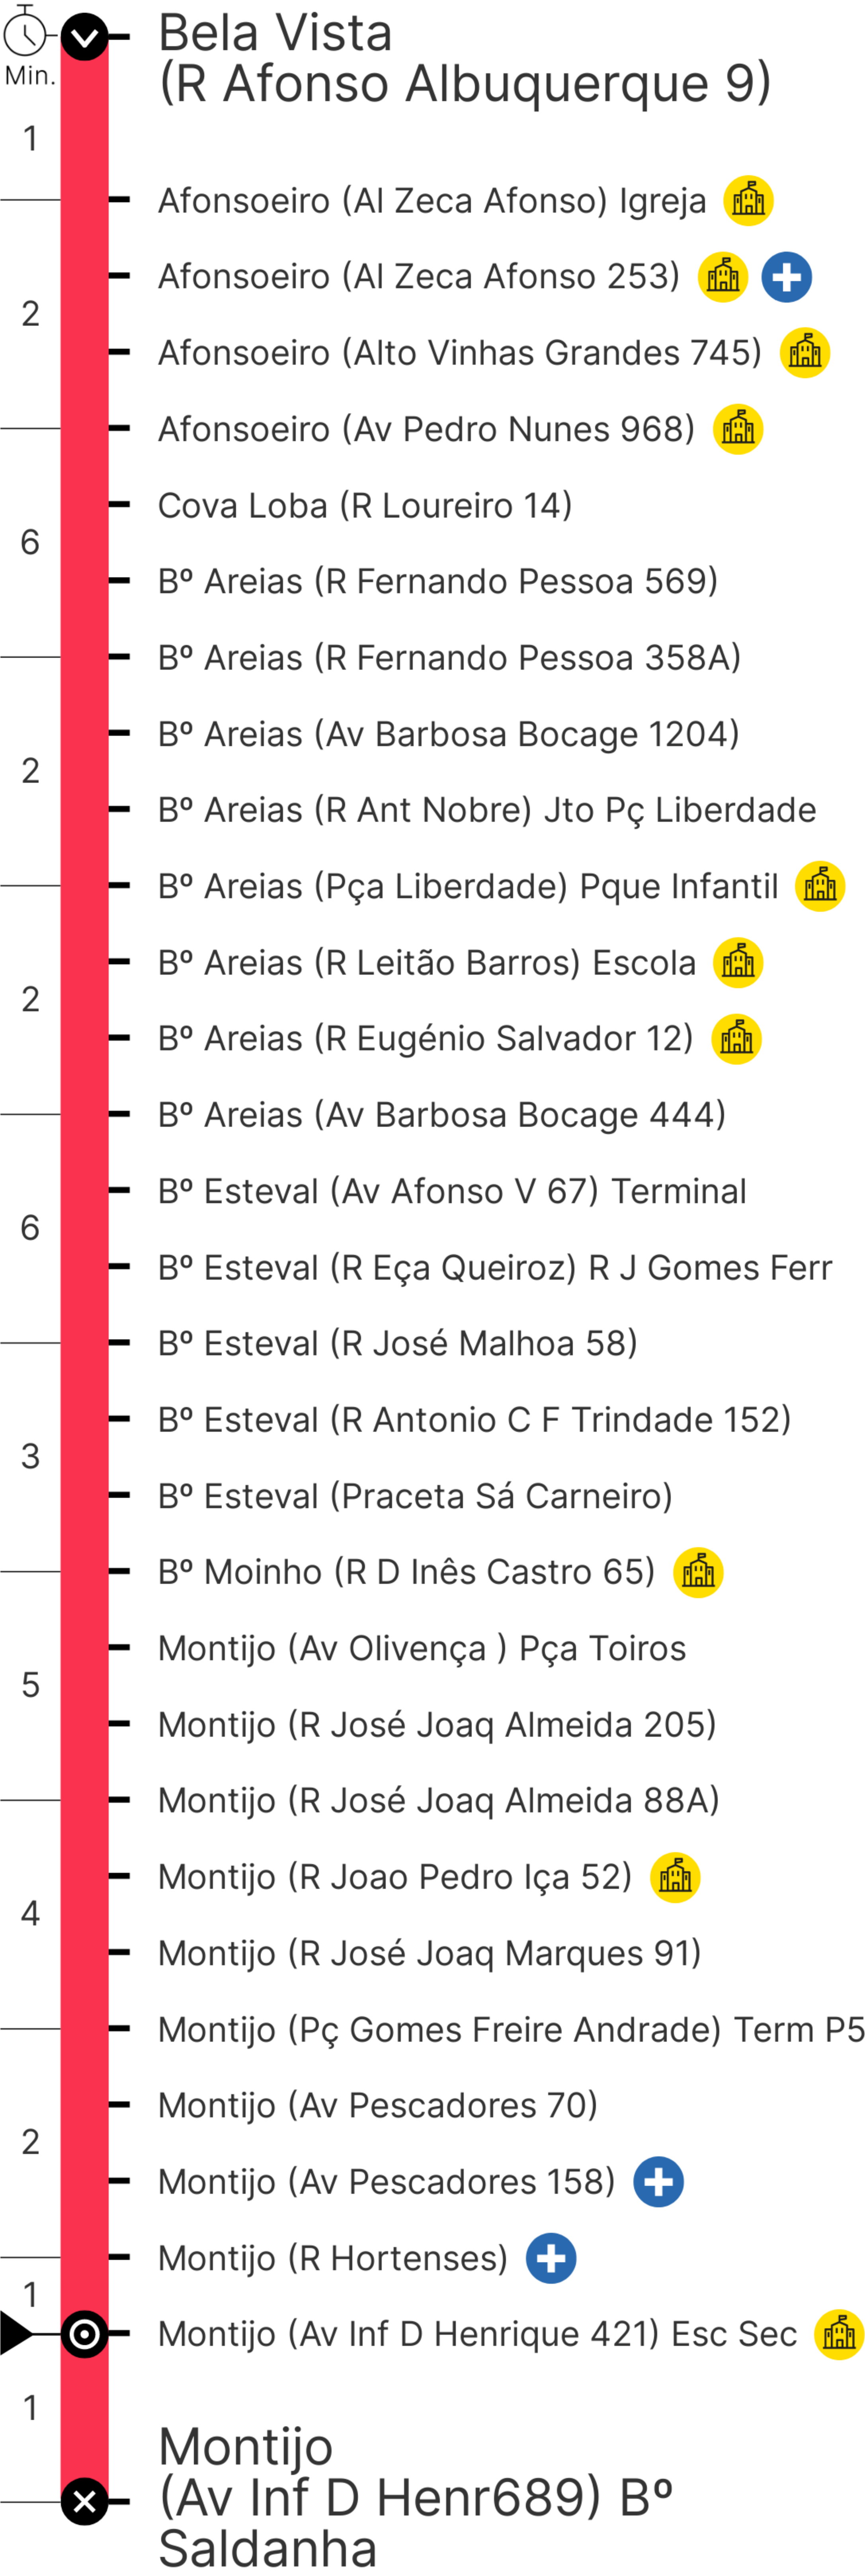 Bela Vista
(R Afonso Albuquerque 9)
Min.
1
Afonsoeiro (Al Zeca Afonso) Igreja
Afonsoeiro (Al Zeca Afonso 253)
2
Afonsoeiro (Alto Vinhas Grandes 745)
Afonsoeiro (Av Pedro Nunes 968)
Cova Loba (R Loureiro 14)
6
Bº Areias (R Fernando Pessoa 569)
Bº Areias (R Fernando Pessoa 358A)
Bº Areias (Av Barbosa Bocage 1204)
2
Bº Areias (R Ant Nobre) Jto Pç Liberdade
Bº Areias (Pça Liberdade) Pque Infantil
Bº Areias (R Leitão Barros) Escola
2
Bº Areias (R Eugénio Salvador 12)
Bº Areias (Av Barbosa Bocage 444)
Bº Esteval (Av Afonso V 67) Terminal
6
Bº Esteval (R Eça Queiroz) R J Gomes Ferr
Bº Esteval (R José Malhoa 58)
Bº Esteval (R Antonio C F Trindade 152)
3
Bº Esteval (Praceta Sá Carneiro)
Bº Moinho (R D Inês Castro 65)
Montijo (Av Olivença ) Pça Toiros
5
Montijo (R José Joaq Almeida 205)
Montijo (R José Joaq Almeida 88A)
Montijo (R Joao Pedro Iça 52)
4
Montijo (R José Joaq Marques 91)
Montijo (Pç Gomes Freire Andrade) Term P5
Montijo (Av Pescadores 70)
2
Montijo (Av Pescadores 158)
Montijo (R Hortenses)
1
Montijo (Av Inf D Henrique 421) Esc Sec
1
Montijo
(Av Inf D Henr689) Bº
Saldanha